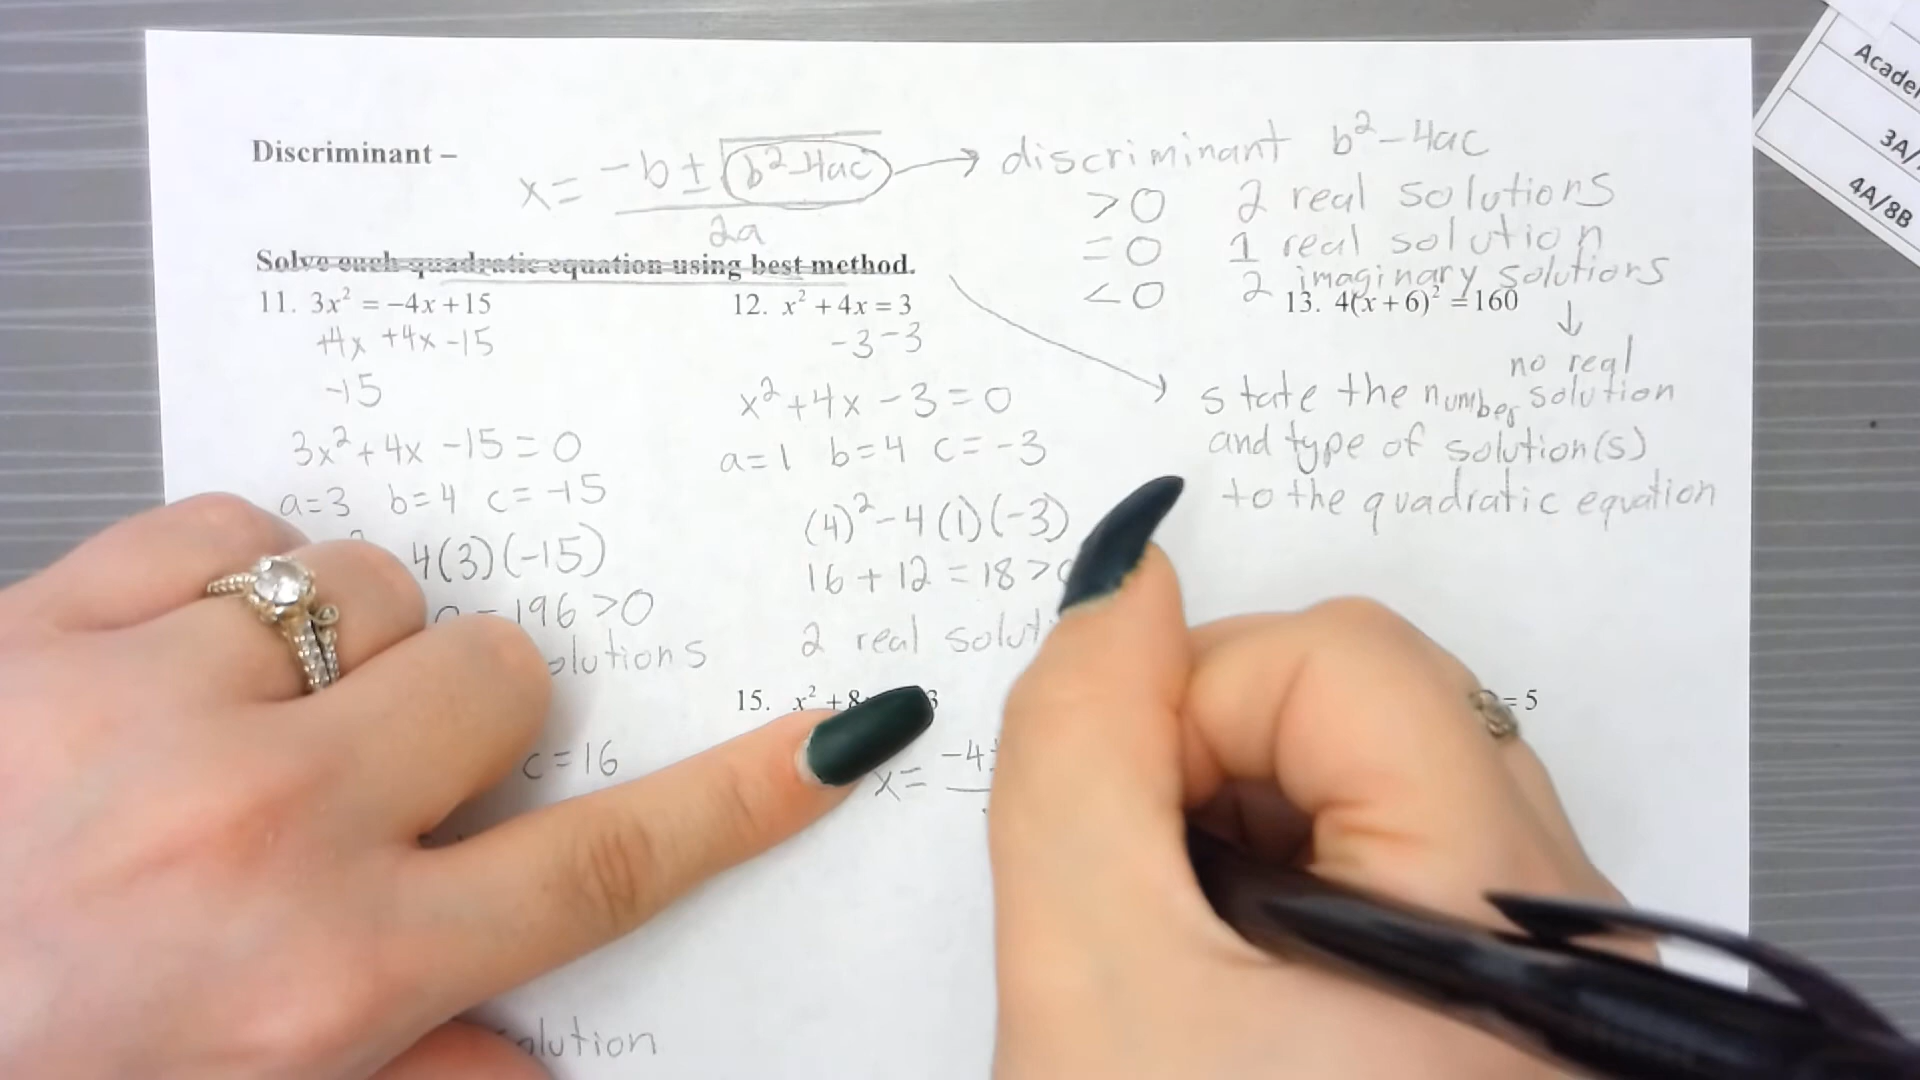 Discriminant –
x = -b ± √b²-4ac
2a
→ discriminant b²-4ac
>0 2 real solutions
=0 1 real solution
<0 2 imaginary solutions
↓
no real
solution
Solve each quadratic equation using best method.
→ state the number
and type of solution(s)
to the quadratic equation
11. 3x² = −4x+15
+4x +4x -15
-15
3x²+4x -15=0
a=3 b=4 c=-15
4(3)(-15)
= 196 >0
olutions
12. x² + 4x = 3
-3 -3
x²+4x-3=0
a=1 b=4 c=-3
(4)²-4(1)(-3)
16+12=18>
2 real solut
13. 4(x+6)² =160
c=16
olution
15. x² +8
x= -4±
= 5
Acade
3A/
4A/8B